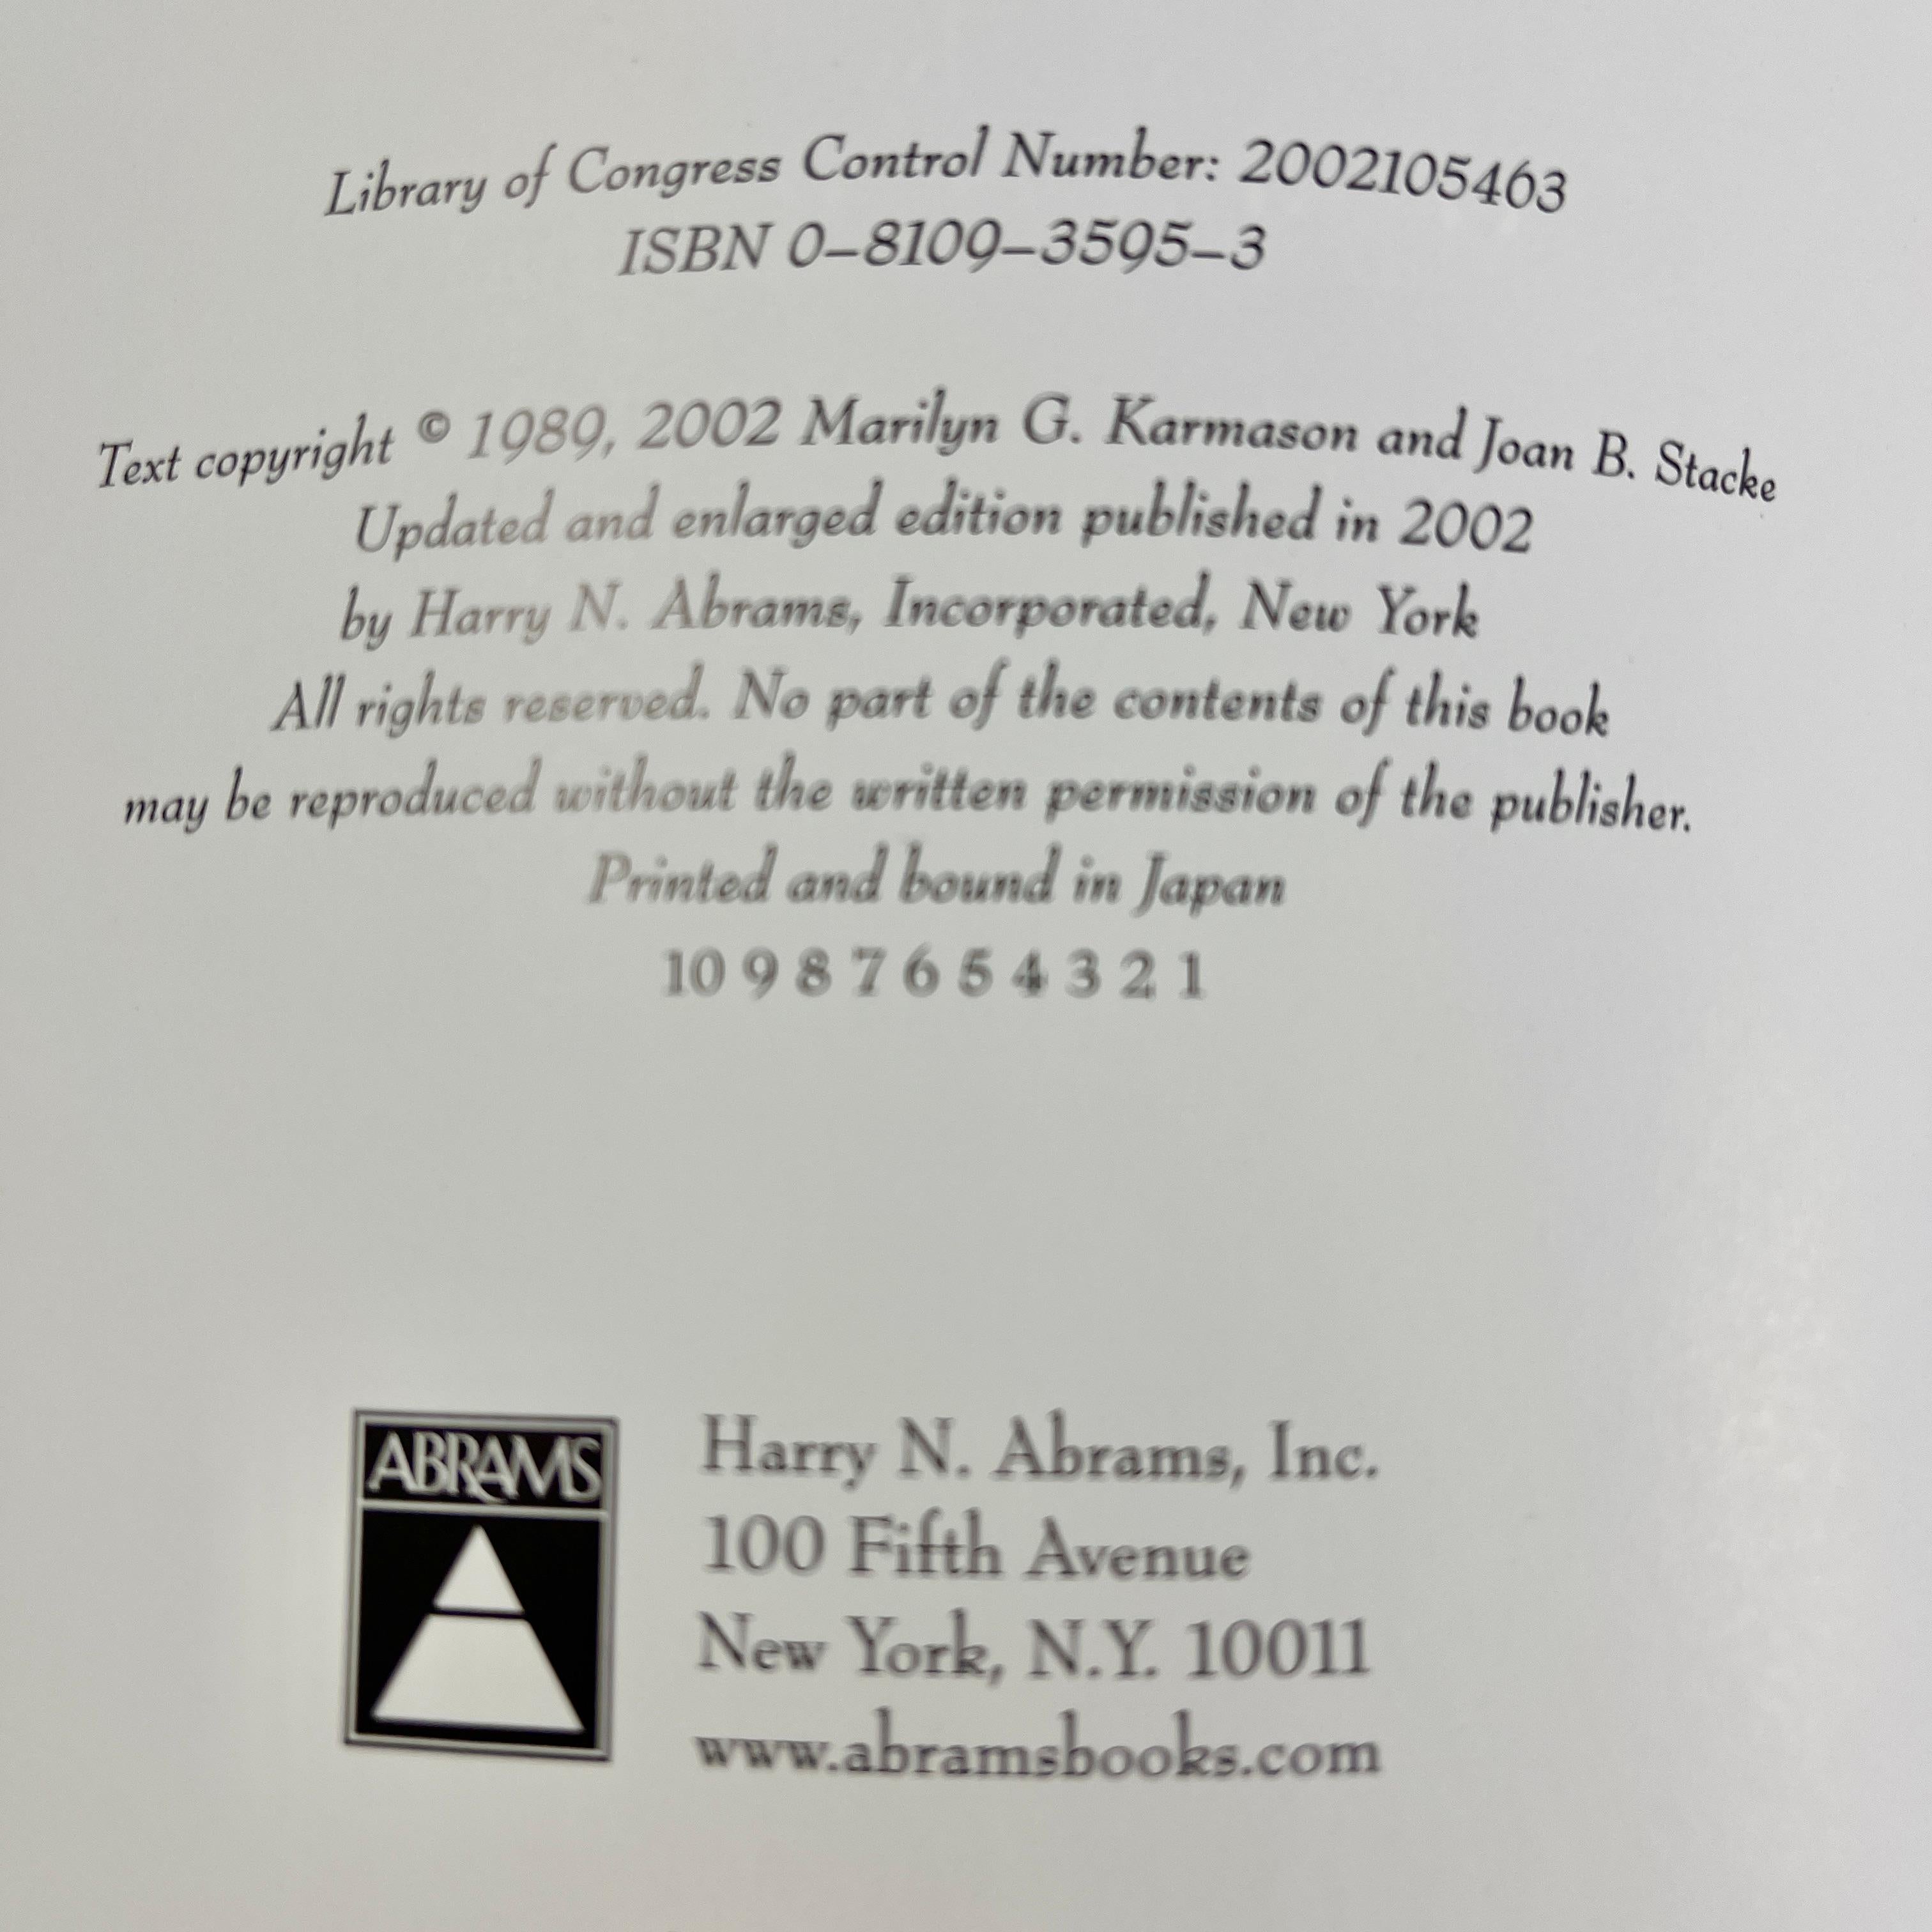 Library of Congress Control Number: 2002105463
ISBN 0–8109–3595–3
Text copyright © 1989, 2002 Marilyn G. Karmason and Joan B. Stacke
Updated and enlarged edition published in 2002
by Harry N. Abrams, Incorporated, New York
All rights reserved. No part of the contents of this book
may be reproduced without the written permission of the publisher.
Printed and bound in Japan
10 9 8 7 6 5 4 3 2 1
ABRAMS
Harry N. Abrams, Inc.
100 Fifth Avenue
New York, N.Y. 10011
www.abramsbooks.com